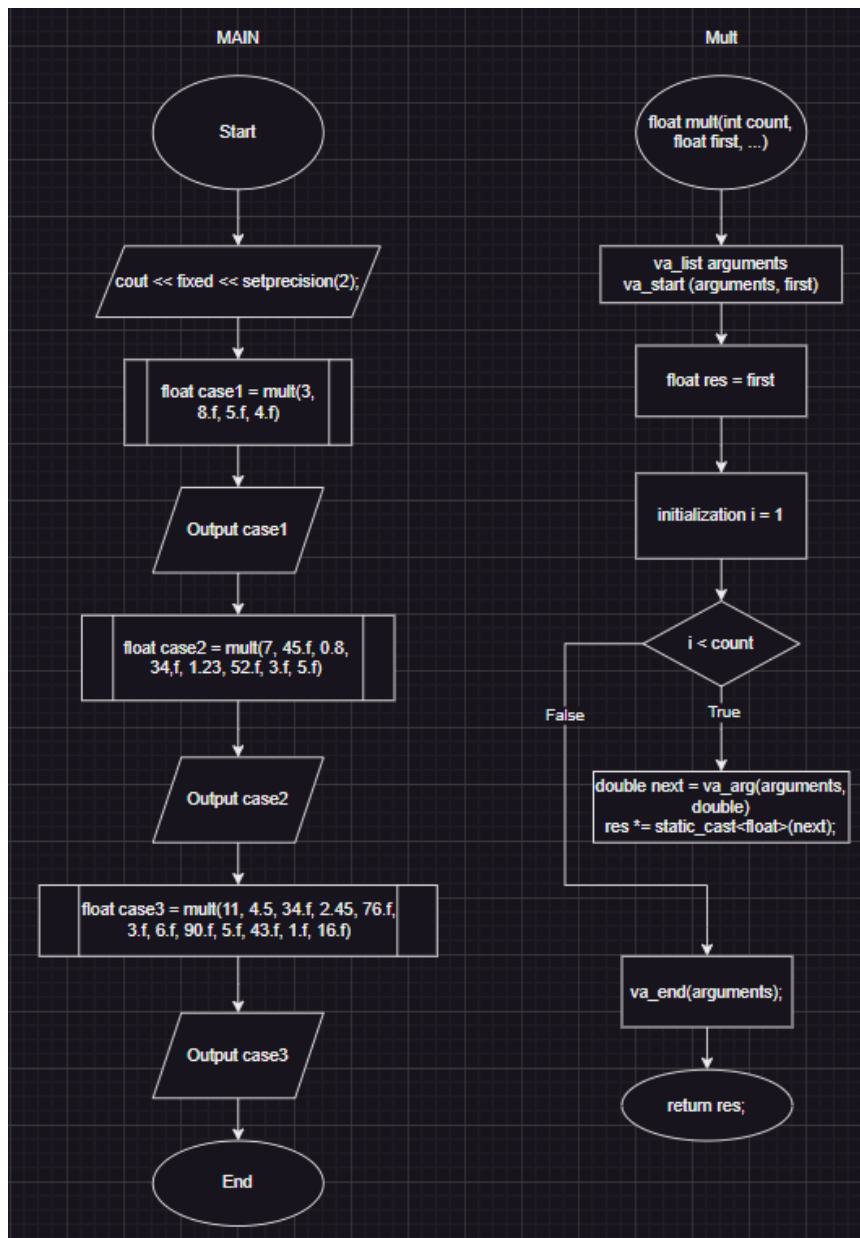 MAIN
Start
cout << fixed << setprecision(2);
float case1 = mult(3,
8.f, 5.f, 4.f)
Output case1
float case2 = mult(7, 45.f, 0.8,
34,f, 1.23, 52.f, 3.f, 5.f)
Output case2
float case3 = mult(11, 4.5, 34.f, 2.45, 76.f,
3.f, 6.f, 90.f, 5.f, 43.f, 1.f, 16.f)
Output case3
End
Mult
float mult(int count,
float first, ...)
va_list arguments
va_start (arguments, first)
float res = first
initialization i = 1
i < count
False
True
double next = va_arg(arguments,
double)
res *= static_cast<float>(next);
va_end(arguments);
return res;